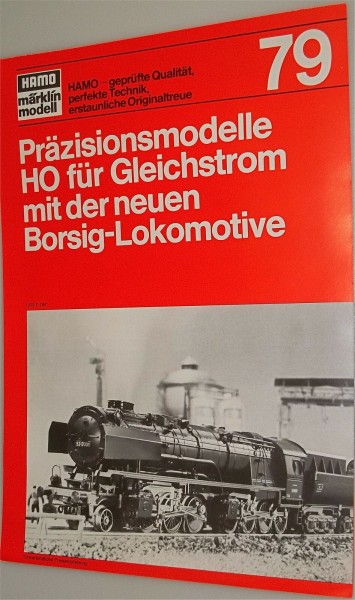 HAMO
märklin
modell
HAMO – geprüfte Qualität,
perfekte Technik,
erstaunliche Originaltreue
79
Präzisionsmodelle
HO für Gleichstrom
mit der neuen
Borsig-Lokomotive